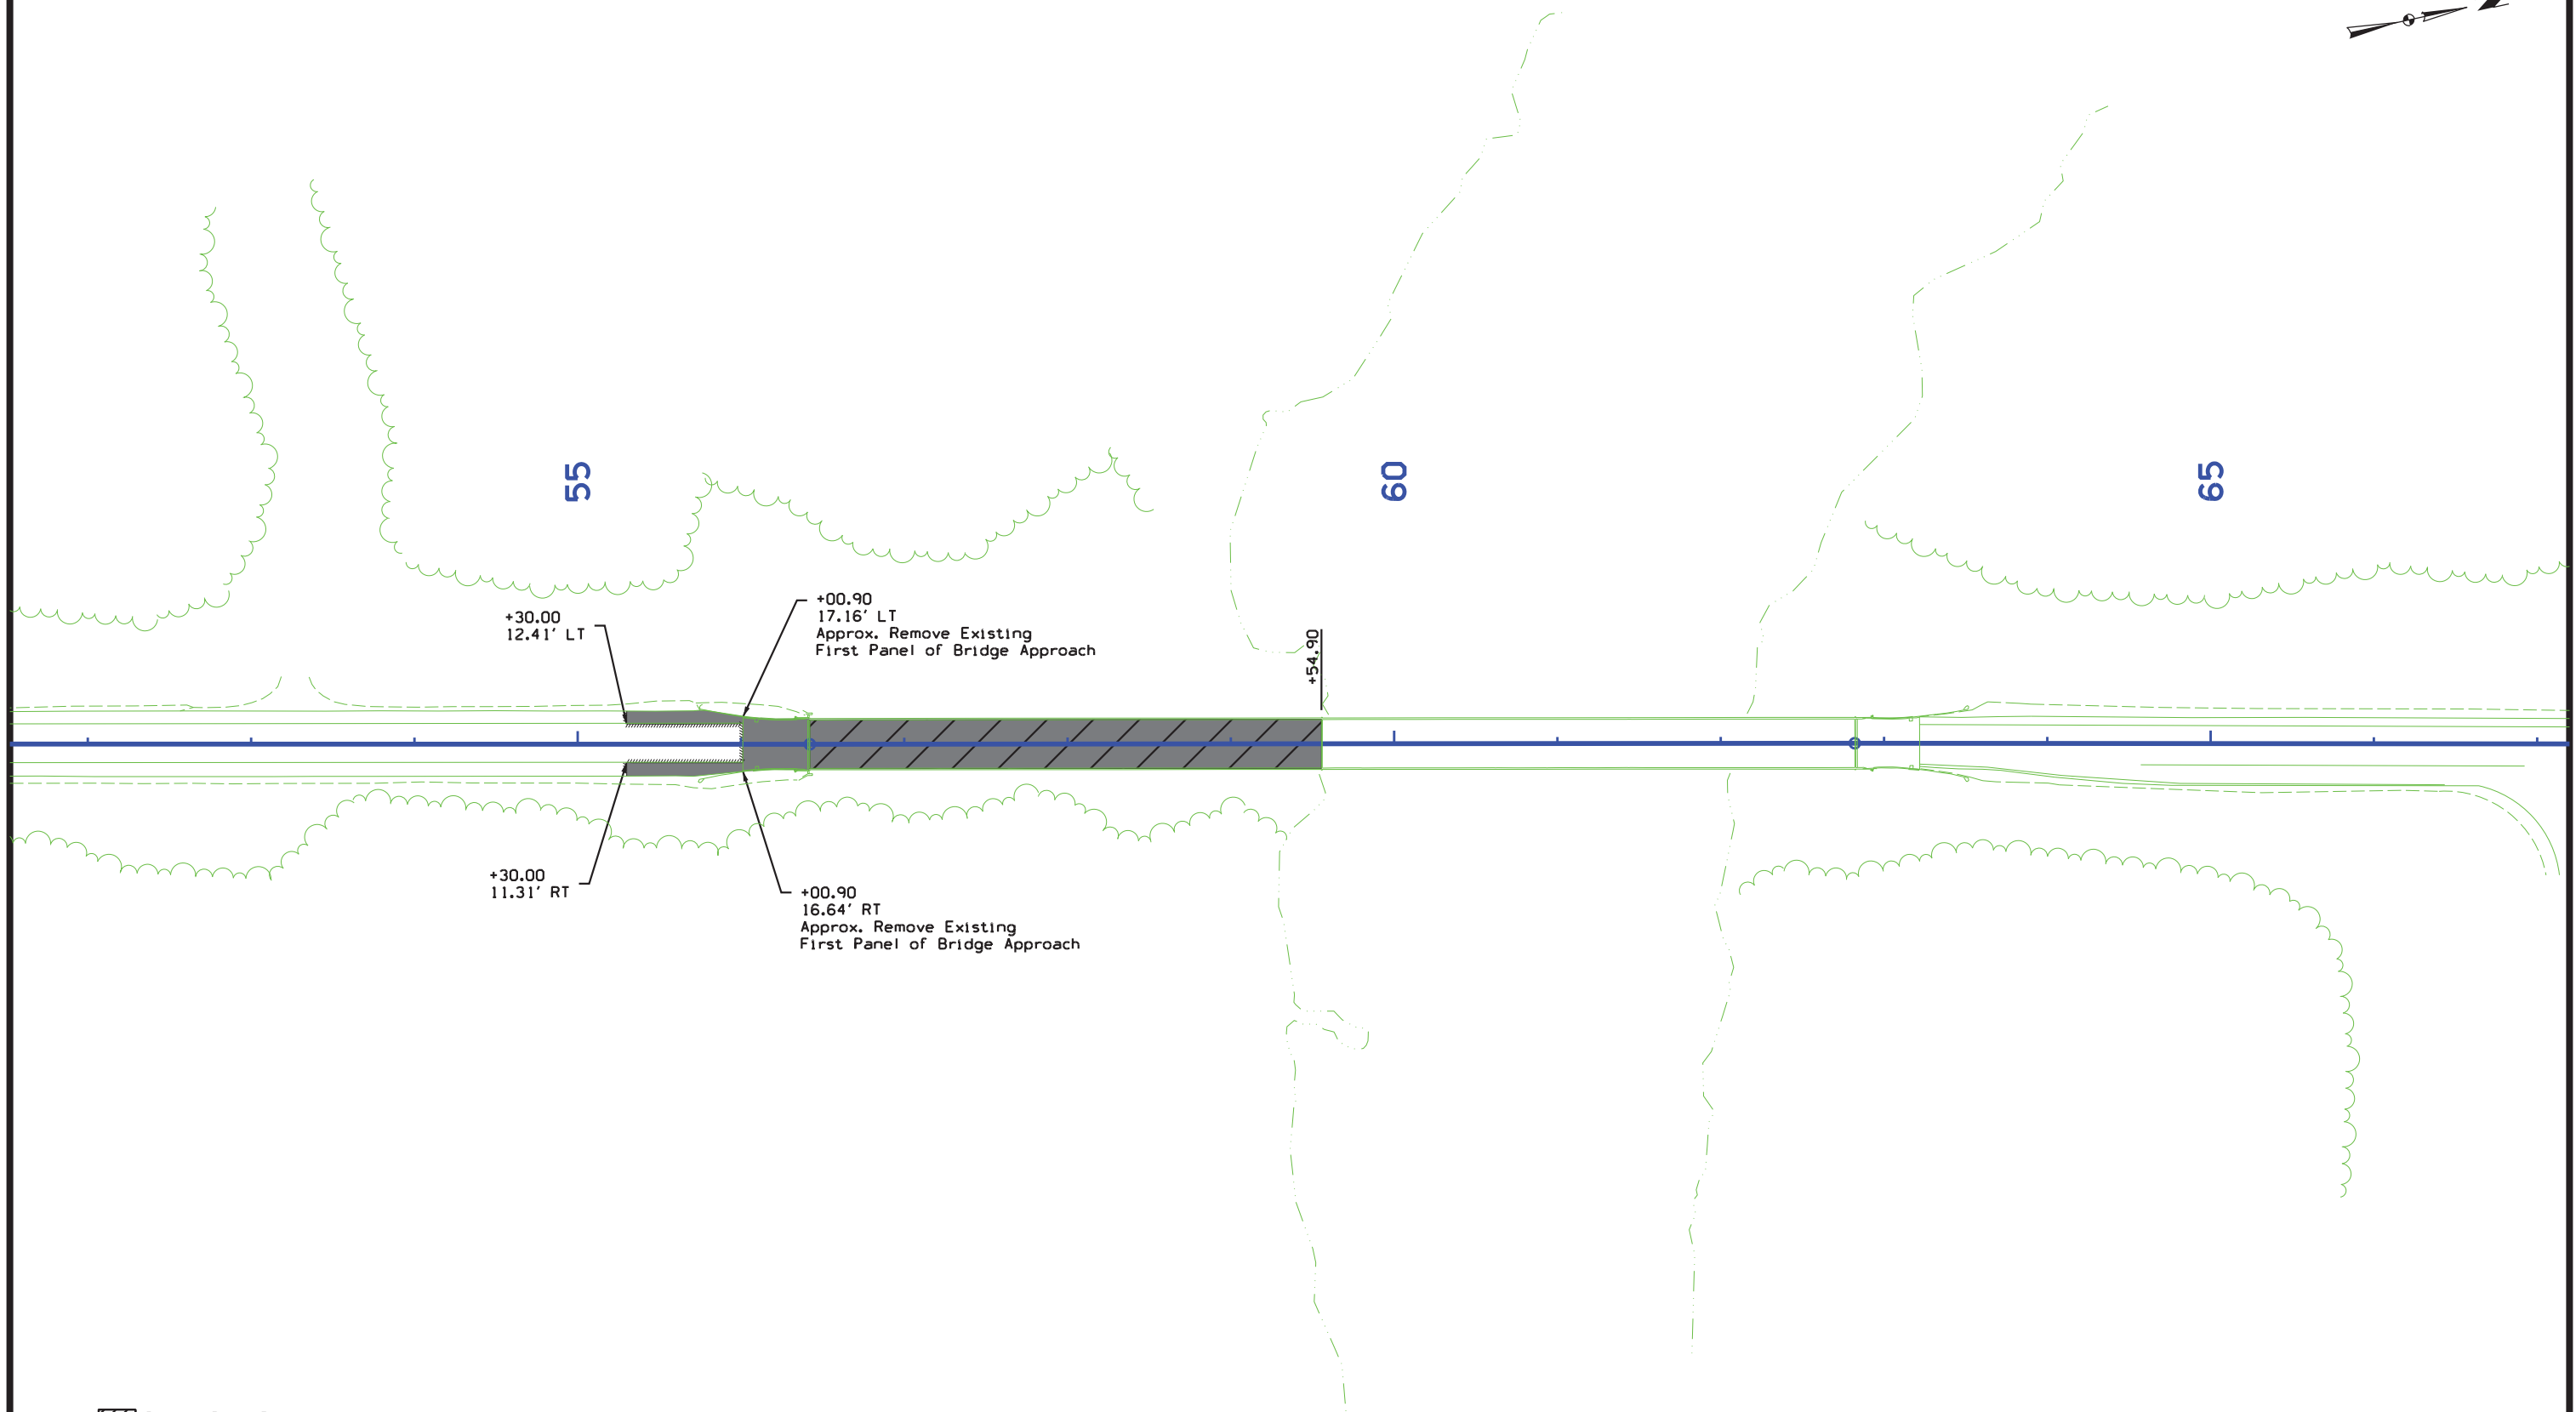 55
60
65
+00.90
17.16' LT
Approx. Remove Existing
First Panel of Bridge Approach
+30.00
12.41' LT
+54.90
+30.00
11.31' RT
+00.90
16.64' RT
Approx. Remove Existing
First Panel of Bridge Approach